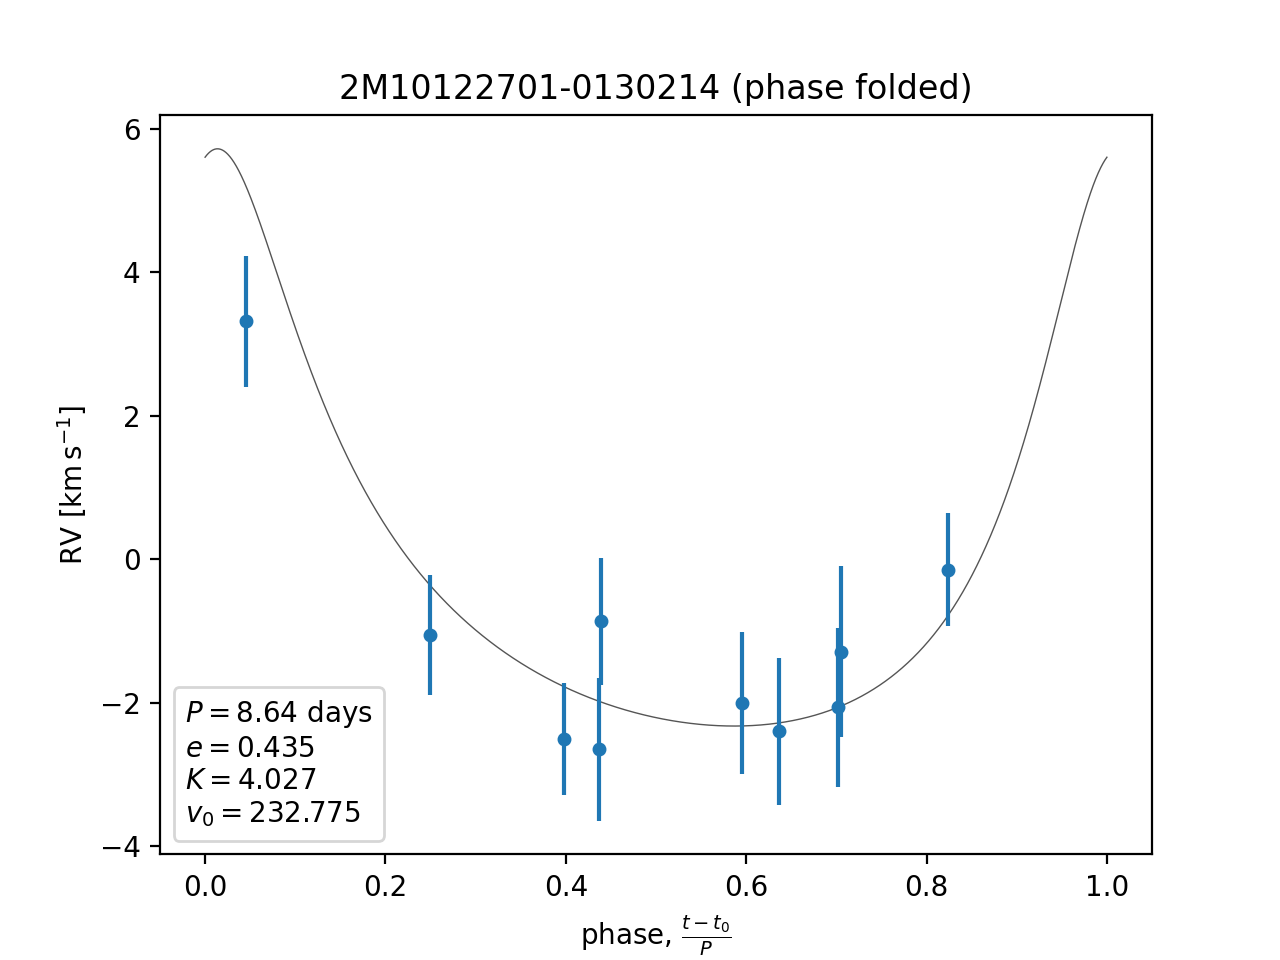 2M10122701-0130214 (phase folded)
RV [km s⁻¹]
6
4
2
0
−2
−4
P = 8.64 days
e = 0.435
K = 4.027
v₀ = 232.775
0.0 0.2 0.4 0.6 0.8 1.0
phase, (t − t₀)/P